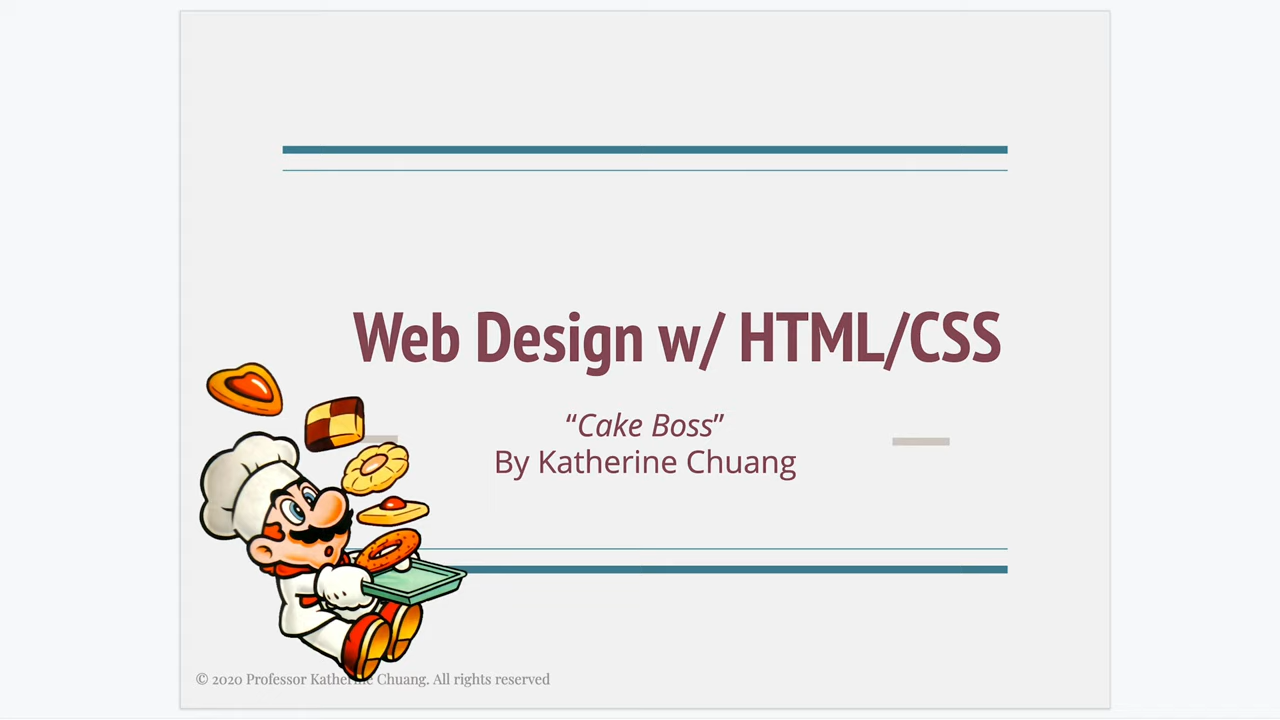 Web Design w/ HTML/CSS
“Cake Boss”
By Katherine Chuang
© 2020 Professor Katherine Chuang. All rights reserved